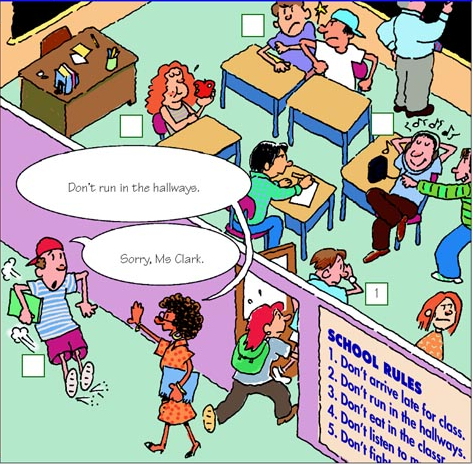 Don't run in the hallways.
Sorry, Ms Clark.
1
SCHOOL RULES
1. Don't arrive late for class.
2. Don't run in the hallways.
3. Don't eat in the classr
4. Don't listen to m
5. Don't fight